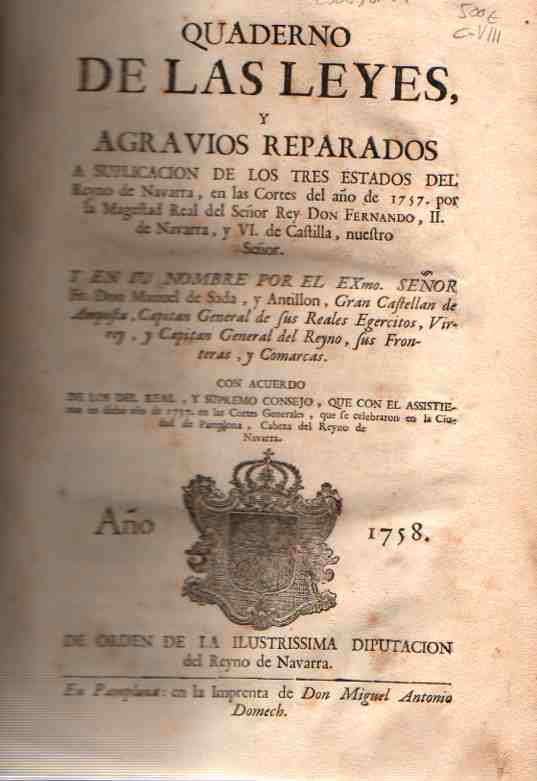 500€
C-VIII
QUADERNO
DE LAS LEYES,
Y
AGRAVIOS REPARADOS
A SUPLICACION DE LOS TRES ESTADOS DEL
Reyno de Navarra, en las Cortes del año de 1757. por
la Mageſtad Real del Señor Rey DON FERNANDO, II.
de Navarra, y VI. de Caſtilla, nueſtro
Señor.
Y EN SU NOMBRE POR EL EXmo. SEÑOR
Fr. Don Manuel de Sada, y Antillon, Gran Caſtellan de
Ampoſta, Capitan General de ſus Reales Egercitos, Vir-
rey, y Capitan General del Reyno, ſus Fron-
teras, y Comarcas.
CON ACUERDO
DE LOS DEL REAL, Y SUPREMO CONSEJO, QUE CON EL ASSISTIE-
ron en dicho año de 1757. en las Cortes Generales, que ſe celebraron en la Ciu-
dad de Pamplona, Cabeza del Reyno de
Navarra.
Año 1758.
DE ORDEN DE LA ILUSTRISSIMA DIPUTACION
del Reyno de Navarra.
En Pamplona: en la Imprenta de Don Miguel Antonio
Domech.